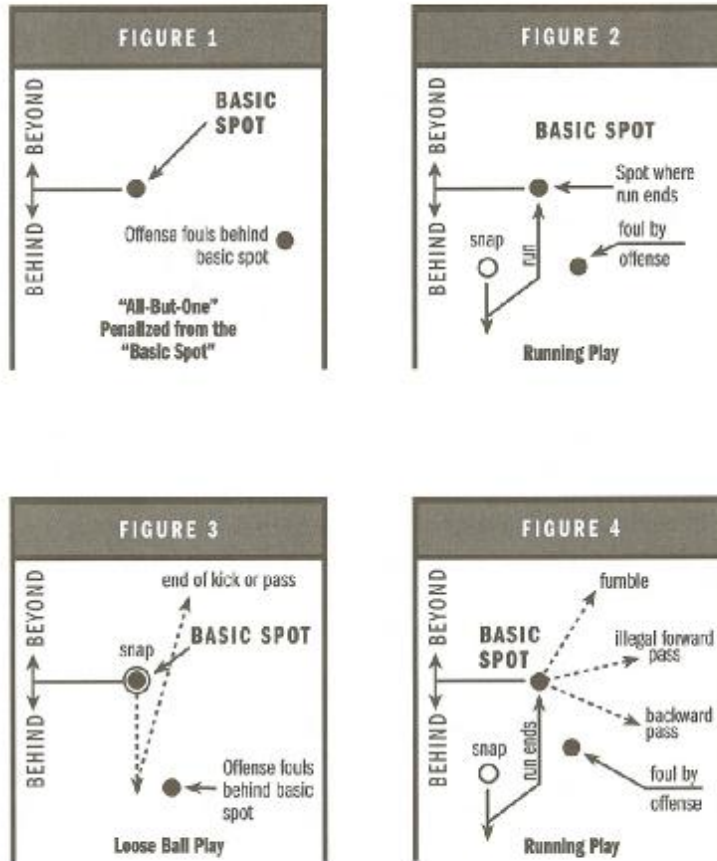 FIGURE 1
BEYOND
BEHIND
BASIC
SPOT
Offense fouls behind
basic spot
“All-But-One”
Penalized from the
“Basic Spot”
FIGURE 2
BEYOND
BEHIND
BASIC SPOT
Spot where
run ends
snap
run
foul by
offense
Running Play
FIGURE 3
BEYOND
BEHIND
end of kick or pass
snap
BASIC SPOT
Offense fouls
behind basic
spot
Loose Ball Play
FIGURE 4
BEYOND
BEHIND
fumble
BASIC
SPOT
illegal forward
pass
backward
pass
snap
run ends
foul by
offense
Running Play